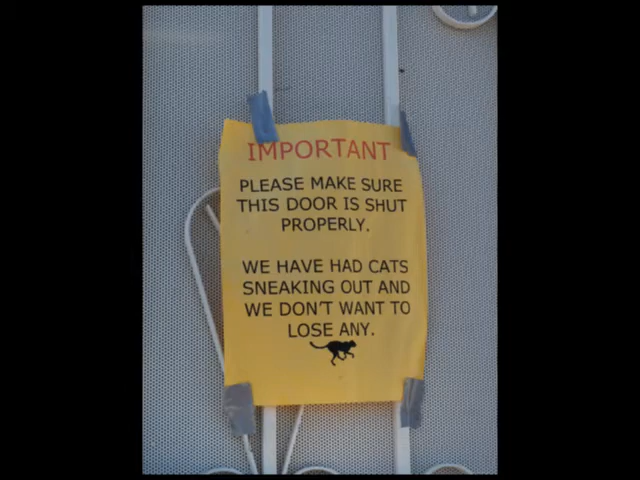 IMPORTANT
PLEASE MAKE SURE
THIS DOOR IS SHUT
PROPERLY.
WE HAVE HAD CATS
SNEAKING OUT AND
WE DON'T WANT TO
LOSE ANY.